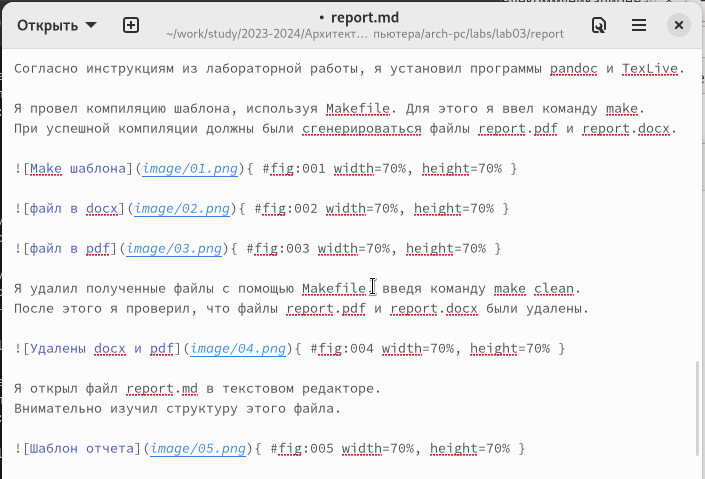 Открыть
• report.md
~/work/study/2023-2024/Архитект… пьютера/arch-pc/labs/lab03/report
Согласно инструкциям из лабораторной работы, я установил программы pandoc и TexLive.
Я провел компиляцию шаблона, используя Makefile. Для этого я ввел команду make.
При успешной компиляции должны были сгенерироваться файлы report.pdf и report.docx.
![Make шаблона](image/01.png){ #fig:001 width=70%, height=70% }
![файл в docx](image/02.png){ #fig:002 width=70%, height=70% }
![файл в pdf](image/03.png){ #fig:003 width=70%, height=70% }
Я удалил полученные файлы с помощью Makefile введя команду make clean.
После этого я проверил, что файлы report.pdf и report.docx были удалены.
![Удалены docx и pdf](image/04.png){ #fig:004 width=70%, height=70% }
Я открыл файл report.md в текстовом редакторе.
Внимательно изучил структуру этого файла.
![Шаблон отчета](image/05.png){ #fig:005 width=70%, height=70% }